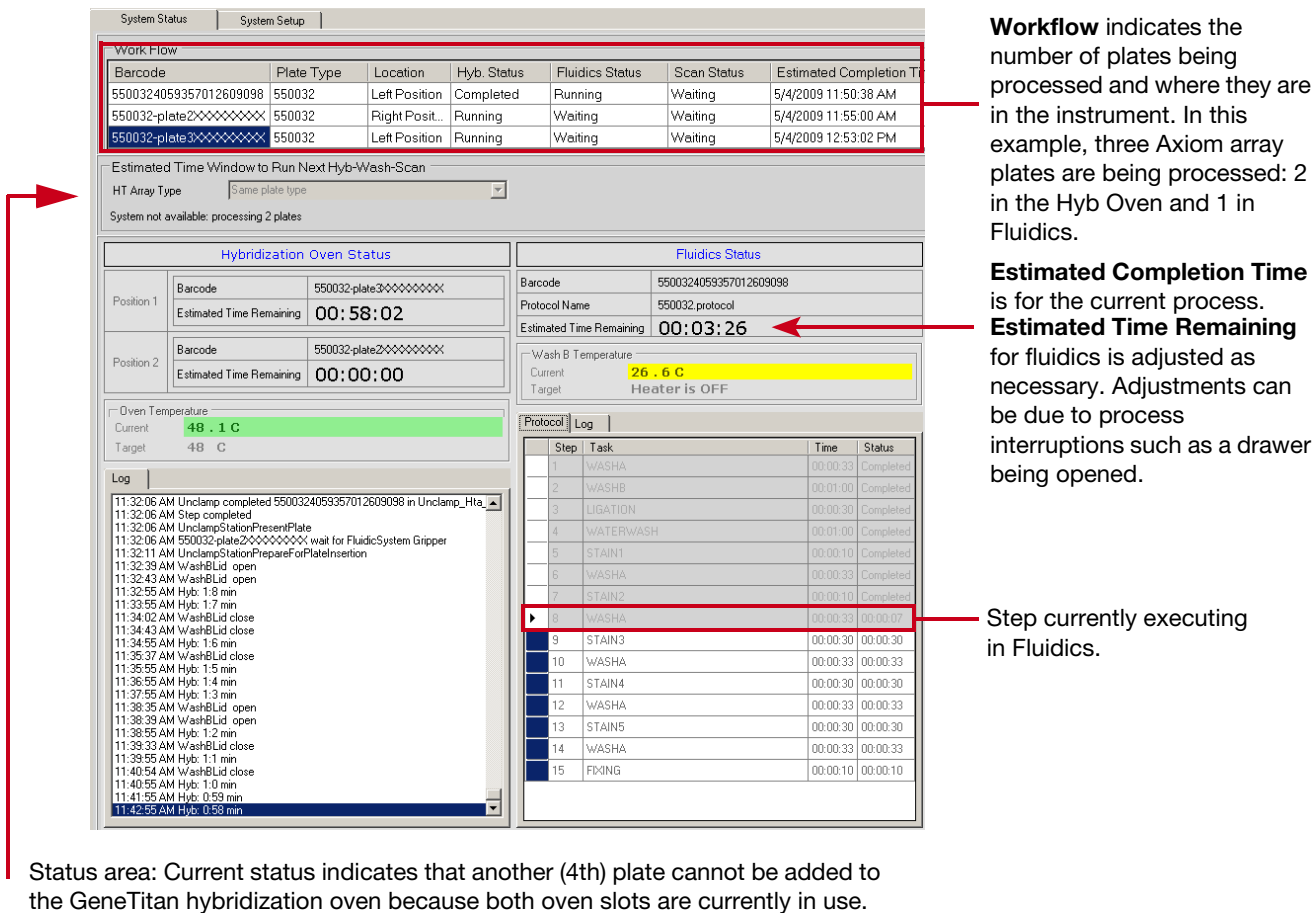 System Status
System Setup
Work Flow
Barcode Plate Type Location Hyb. Status Fluidics Status Scan Status Estimated Completion Ti
5500324059357012609098 550032 Left Position Completed Running Waiting 5/4/2009 11:50:38 AM
550032-plate2XXXXXXXXX 550032 Right Posit... Running Waiting Waiting 5/4/2009 11:55:00 AM
550032-plate3XXXXXXXXX 550032 Left Position Running Waiting Waiting 5/4/2009 12:53:02 PM
Estimated Time Window to Run Next Hyb-Wash-Scan
HT Array Type Same plate type
System not available: processing 2 plates
Hybridization Oven Status
Position 1
Barcode 550032-plate3XXXXXXXXX
Estimated Time Remaining 00:58:02
Position 2
Barcode 550032-plate2XXXXXXXXX
Estimated Time Remaining 00:00:00
Oven Temperature
Current 48.1 C
Target 48 C
Log
11:32:06 AM Unclamp completed 5500324059357012609098 in Unclamp_Hta_
11:32:06 AM Step completed
11:32:06 AM UnclampStationPresentPlate
11:32:06 AM 550032-plate2XXXXXXXXX wait for FluidicSystem Gripper
11:32:11 AM UnclampStationPrepareForPlateInsertion
11:32:39 AM WashBLid open
11:32:43 AM WashBLid open
11:32:55 AM Hyb: 1:8 min
11:33:55 AM Hyb: 1:7 min
11:34:02 AM WashBLid close
11:34:43 AM WashBLid close
11:34:55 AM Hyb: 1:6 min
11:35:37 AM WashBLid close
11:35:55 AM Hyb: 1:5 min
11:36:55 AM Hyb: 1:4 min
11:37:55 AM Hyb: 1:3 min
11:38:35 AM WashBLid open
11:38:39 AM WashBLid open
11:38:55 AM Hyb: 1:2 min
11:39:33 AM WashBLid close
11:39:55 AM Hyb: 1:1 min
11:40:54 AM WashBLid close
11:40:55 AM Hyb: 1:0 min
11:41:55 AM Hyb: 0:59 min
11:42:55 AM Hyb: 0:58 min
Fluidics Status
Barcode 5500324059357012609098
Protocol Name 550032.protocol
Estimated Time Remaining 00:03:26
Wash B Temperature
Current 26.6 C
Target Heater is OFF
Protocol Log
Step Task Time Status
1 WASHA 00:00:33 Completed
2 WASHB 00:01:00 Completed
3 LIGATION 00:00:30 Completed
4 WATERWASH 00:01:00 Completed
5 STAIN1 00:00:10 Completed
6 WASHA 00:00:33 Completed
7 STAIN2 00:00:10 Completed
8 WASHA 00:00:33 00:00:07
9 STAIN3 00:00:30 00:00:30
10 WASHA 00:00:33 00:00:33
11 STAIN4 00:00:30 00:00:30
12 WASHA 00:00:33 00:00:33
13 STAIN5 00:00:30 00:00:30
14 WASHA 00:00:33 00:00:33
15 FIXING 00:00:10 00:00:10
Workflow indicates the
number of plates being
processed and where they are
in the instrument. In this
example, three Axiom array
plates are being processed: 2
in the Hyb Oven and 1 in
Fluidics.
Estimated Completion Time
is for the current process.
Estimated Time Remaining
for fluidics is adjusted as
necessary. Adjustments can
be due to process
interruptions such as a drawer
being opened.
Step currently executing
in Fluidics.
Status area: Current status indicates that another (4th) plate cannot be added to
the GeneTitan hybridization oven because both oven slots are currently in use.